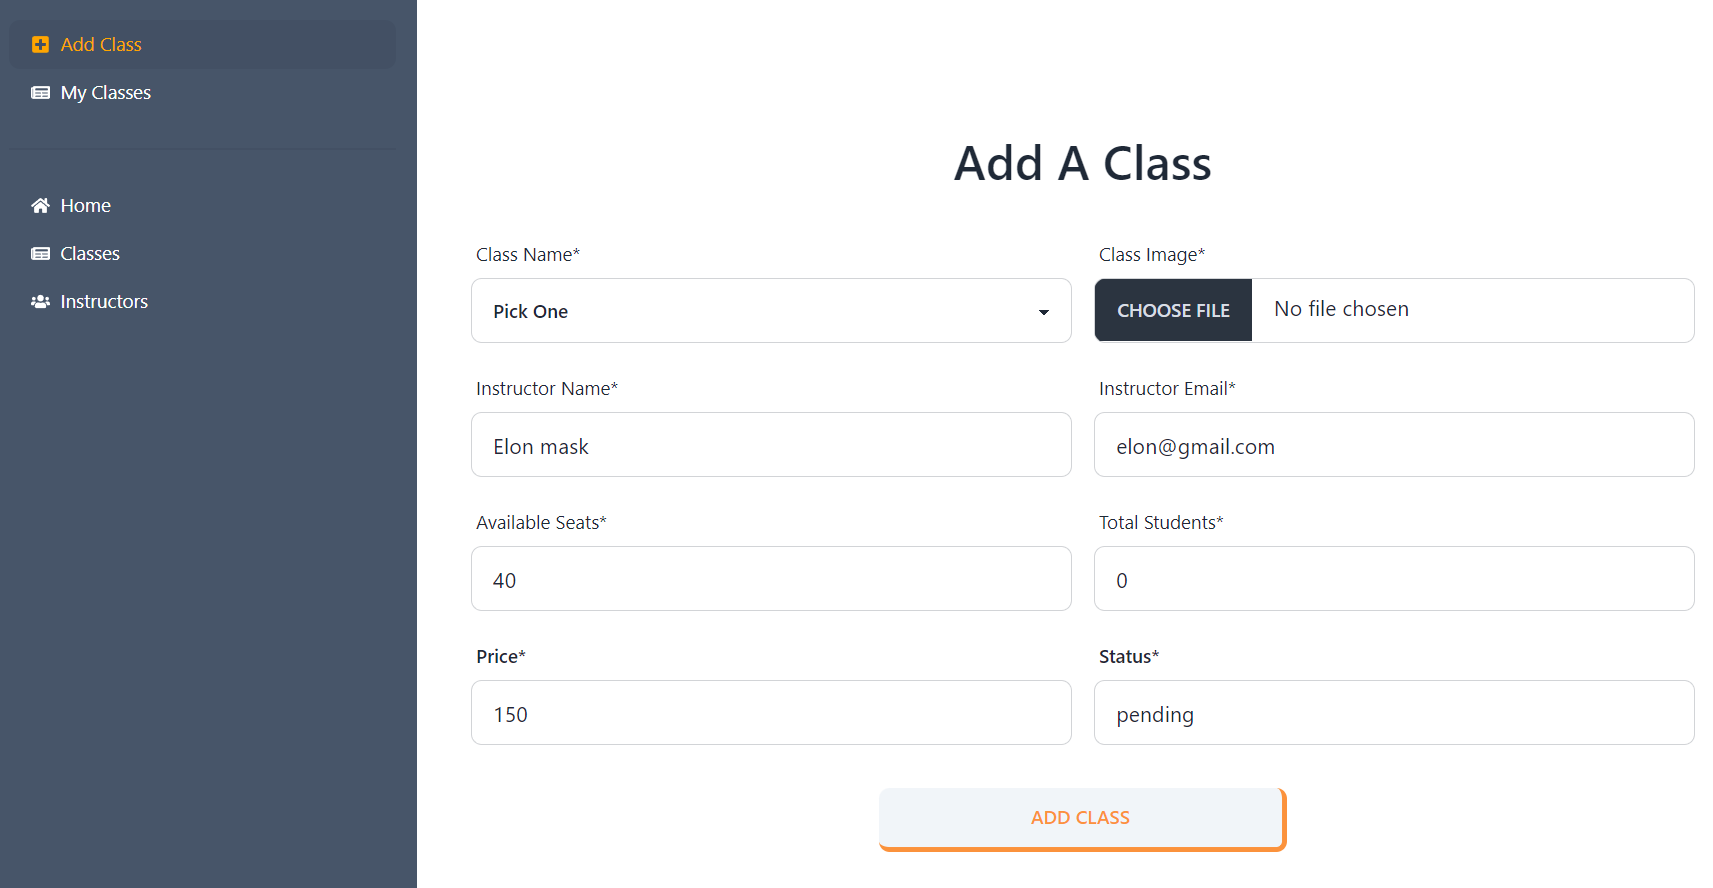 Add Class
My Classes
Home
Classes
Instructors
Add A Class
Class Name*
Class Image*
Pick One
CHOOSE FILE No file chosen
Instructor Name*
Instructor Email*
Elon mask
elon@gmail.com
Available Seats*
Total Students*
40
0
Price*
Status*
150
pending
ADD CLASS